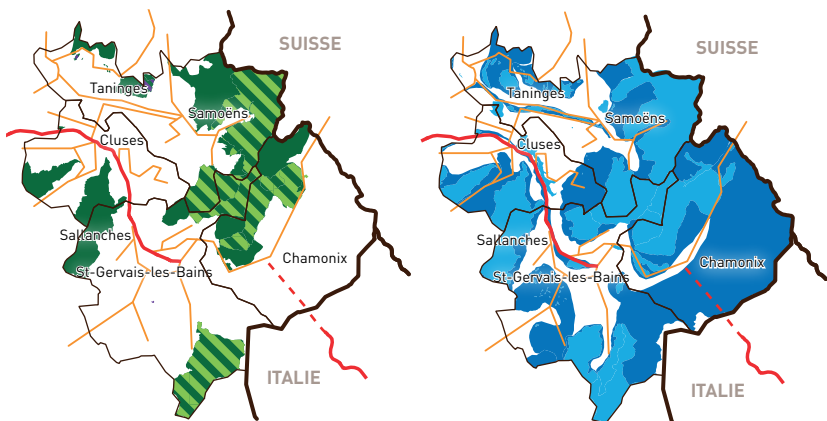 SUISSE
Taninges
Samoëns
Cluses
Sallanches
Chamonix
St-Gervais-les-Bains
ITALIE
SUISSE
Taninges
Samoëns
Cluses
Sallanches
Chamonix
St-Gervais-les-Bains
ITALIE